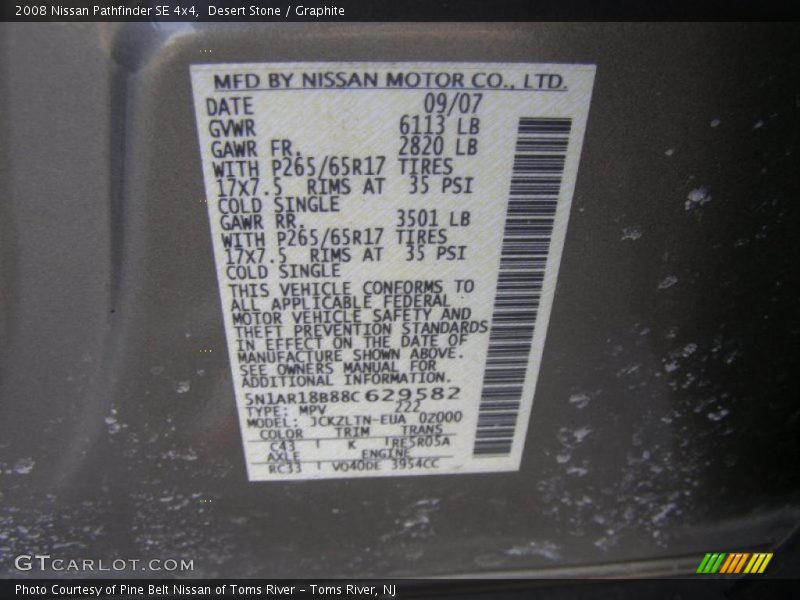 2008 Nissan Pathfinder SE 4x4, Desert Stone / Graphite
MFD BY NISSAN MOTOR CO., LTD.
DATE 09/07
GVWR 6113 LB
GAWR FR. 2820 LB
WITH P265/65R17 TIRES
17X7.5 RIMS AT 35 PSI
COLD SINGLE
GAWR RR. 3501 LB
WITH P265/65R17 TIRES
17X7.5 RIMS AT 35 PSI
COLD SINGLE
THIS VEHICLE CONFORMS TO
ALL APPLICABLE FEDERAL
MOTOR VEHICLE SAFETY AND
THEFT PREVENTION STANDARDS
IN EFFECT ON THE DATE OF
MANUFACTURE SHOWN ABOVE.
SEE OWNERS MANUAL FOR
ADDITIONAL INFORMATION.
5N1AR18B88C 629582
TYPE: MPV 222
MODEL: JCKZLTN-EUA 02000
COLOR TRIM TRANS
C43 K RE5R05A
AXLE ENGINE
RC33 VQ40DE 3954CC
GTCARLOT.COM
Photo Courtesy of Pine Belt Nissan of Toms River – Toms River, NJ